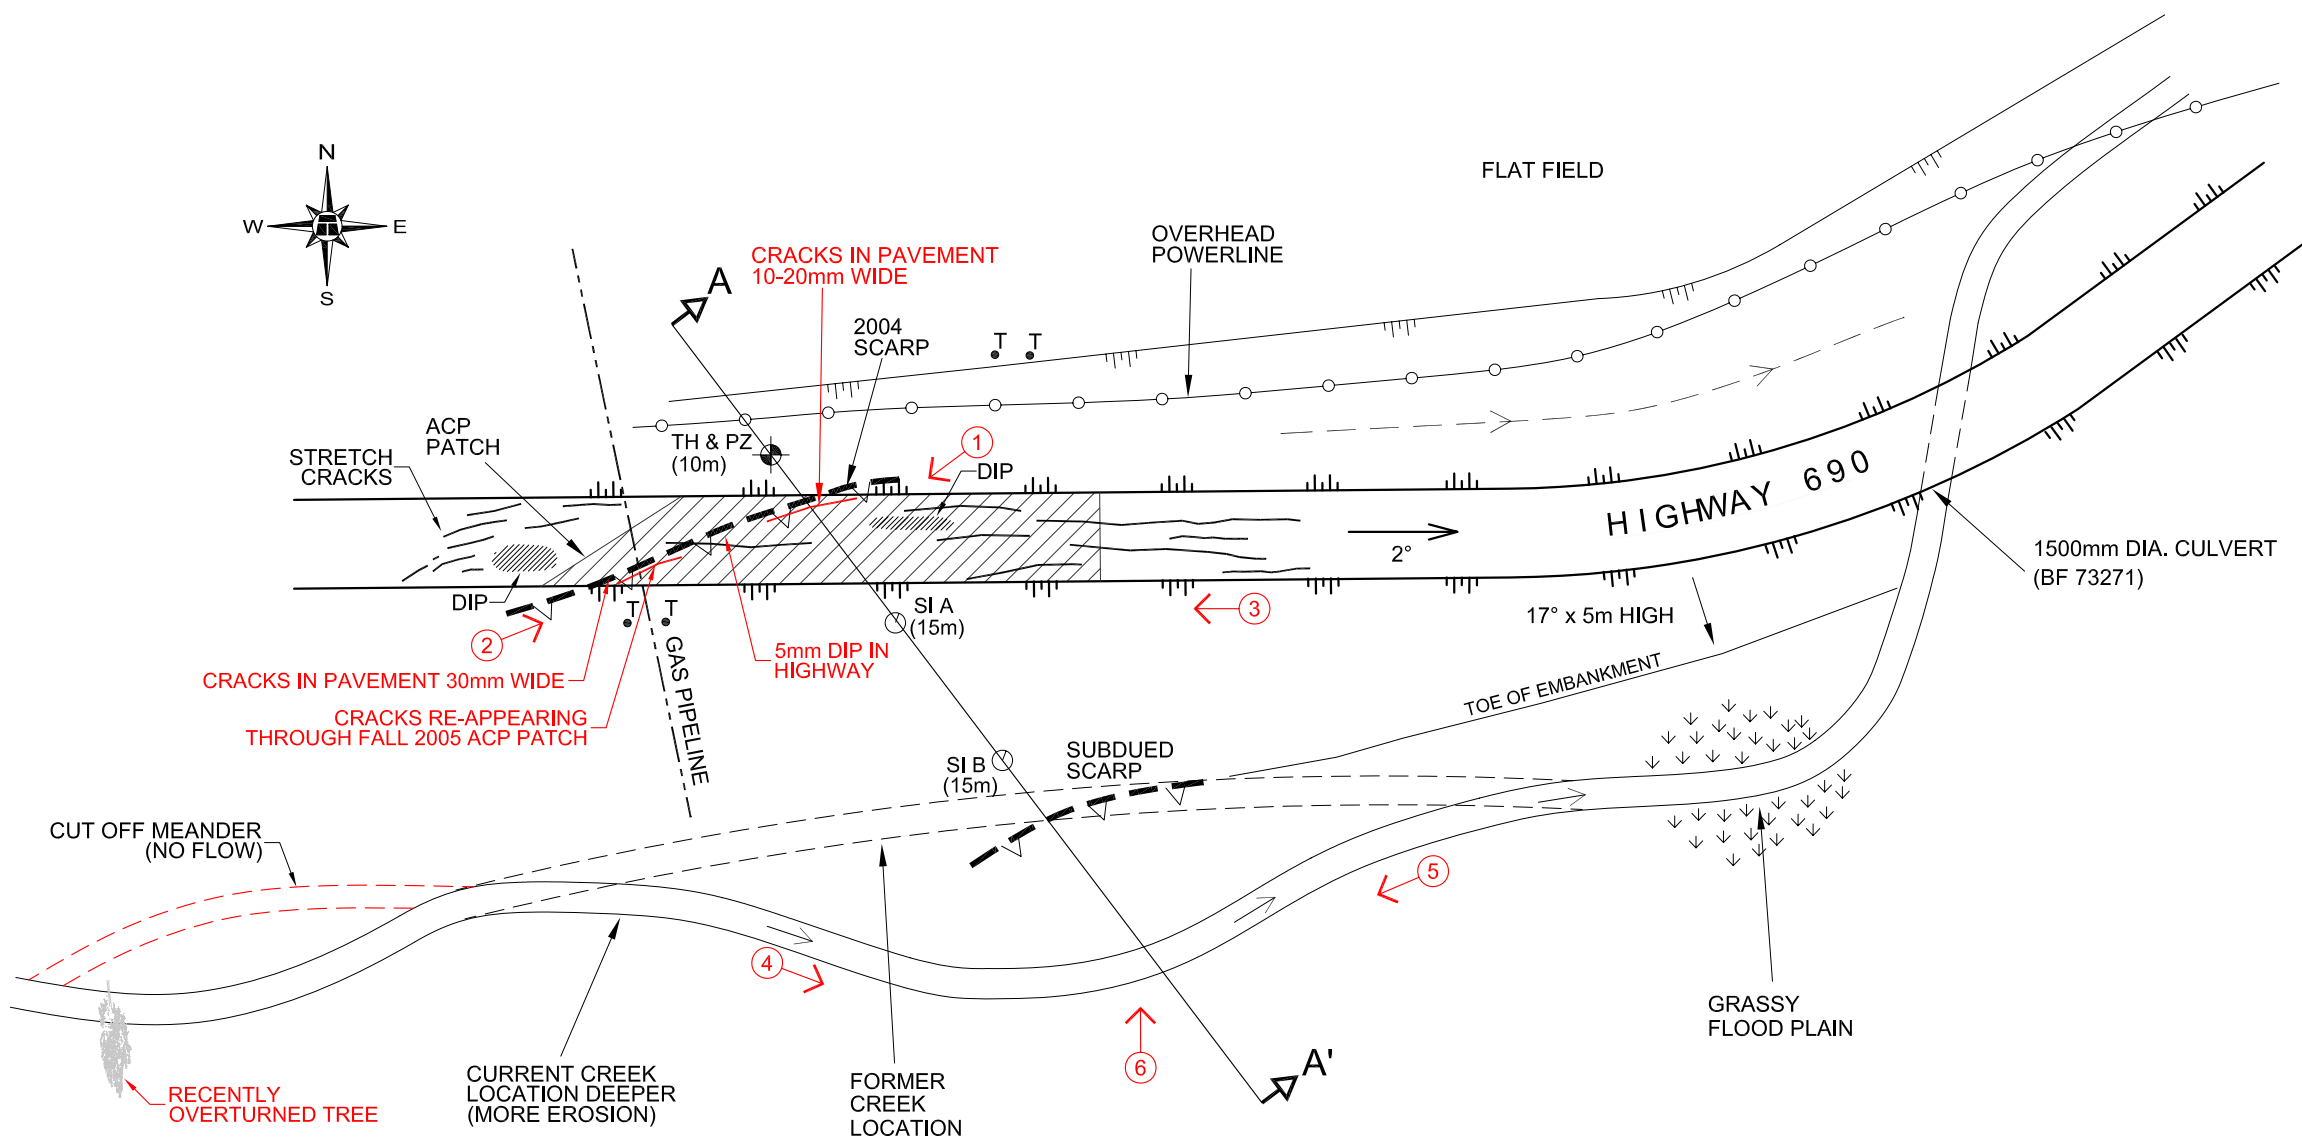 FLAT FIELD
N
W
E
S
OVERHEAD
POWERLINE
CRACKS IN PAVEMENT
10-20mm WIDE
A
2004
SCARP
T
T
ACP
PATCH
TH & PZ
(10m)
1
STRETCH
CRACKS
DIP
HIGHWAY 690
2°
1500mm DIA. CULVERT
(BF 73271)
DIP
T
T
SI A
(15m)
3
17° x 5m HIGH
2
5mm DIP IN
HIGHWAY
CRACKS IN PAVEMENT 30mm WIDE
GAS PIPELINE
TOE OF EMBANKMENT
CRACKS RE-APPEARING
THROUGH FALL 2005 ACP PATCH
SI B
(15m)
SUBDUED
SCARP
CUT OFF MEANDER
(NO FLOW)
5
4
GRASSY
FLOOD PLAIN
6
A'
RECENTLY
OVERTURNED TREE
CURRENT CREEK
LOCATION DEEPER
(MORE EROSION)
FORMER
CREEK
LOCATION